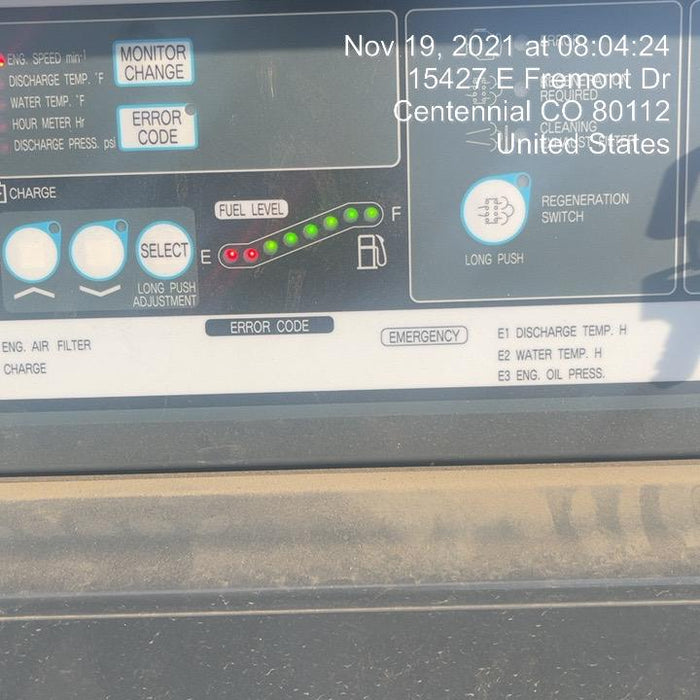 Nov 19, 2021 at 08:04:24
15427 E Fremont Dr
Centennial CO 80112
United States
ENG. SPEED min-1
DISCHARGE TEMP. °F
WATER TEMP. °F
HOUR METER Hr
DISCHARGE PRESS. psi
MONITOR
CHANGE
ERROR
CODE
REGENERATION
REQUIRED
CLEANING
CHARGE
FUEL LEVEL
E
F
SELECT
LONG PUSH
ADJUSTMENT
REGENERATION
SWITCH
LONG PUSH
ERROR CODE
ENG. AIR FILTER
CHARGE
EMERGENCY
E1 DISCHARGE TEMP. H
E2 WATER TEMP. H
E3 ENG. OIL PRESS.